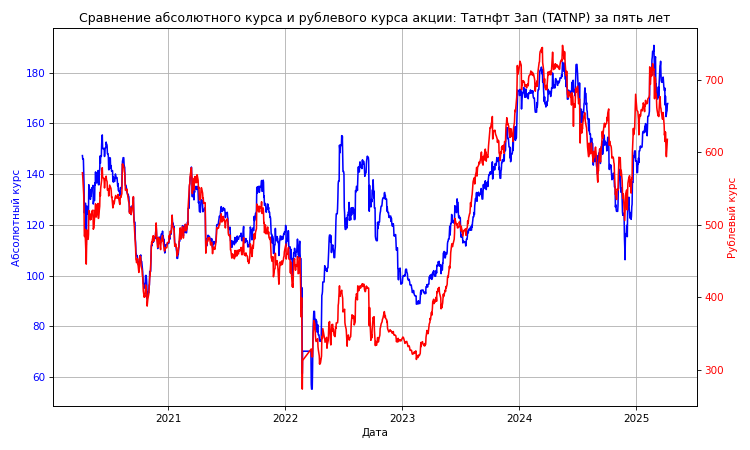 Сравнение абсолютного курса и рублевого курса акции: Татнфт 3ап (TATNP) за пять лет
180
160
140
120
100
80
60
Абсолютный курс
700
600
500
400
300
Рублевый курс
2021 2022 2023 2024 2025
Дата